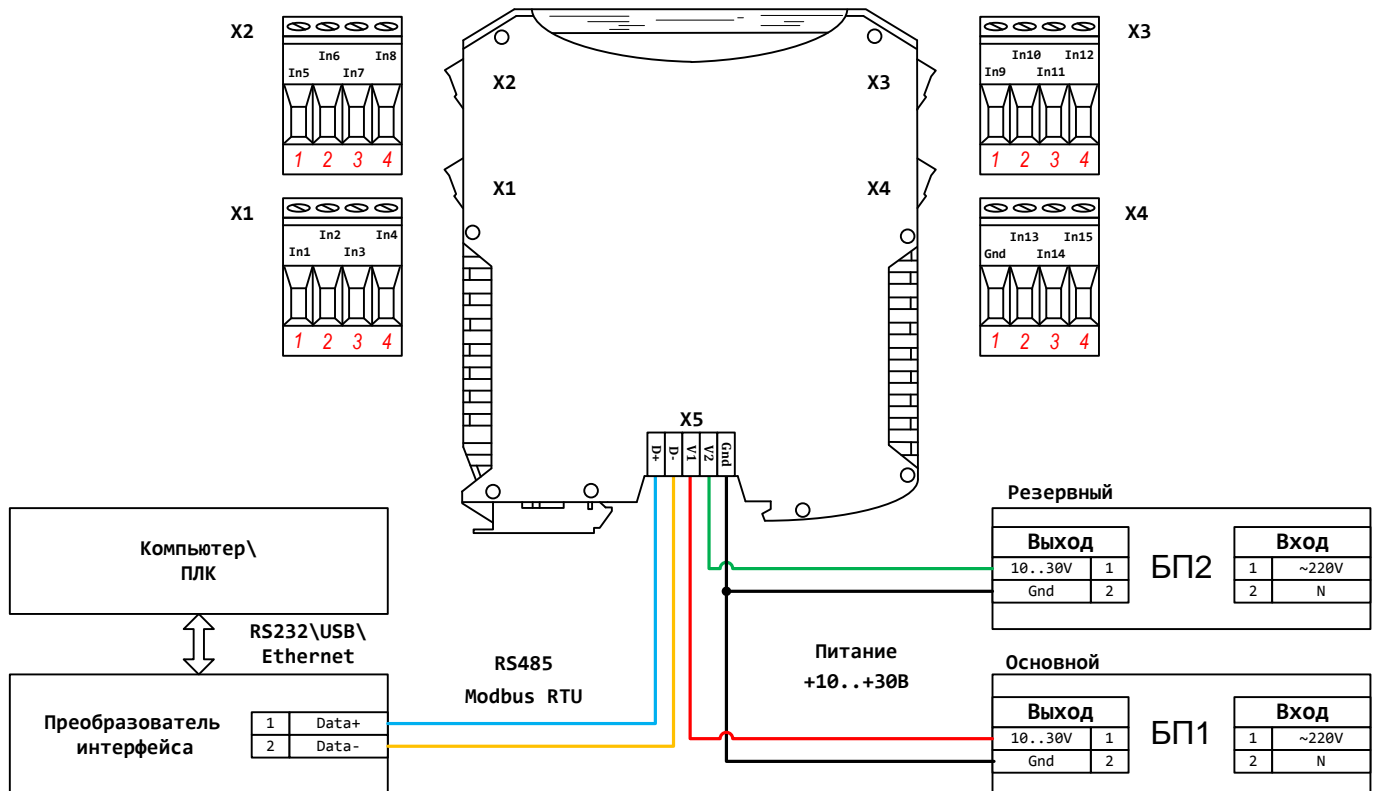 X2
In6 In8
In5 In7
1 2 3 4
X1
In2 In4
In1 In3
1 2 3 4
X2
X1
X3
X4
X3
In10 In12
In9 In11
1 2 3 4
X4
In13 In15
Gnd In14
1 2 3 4
X5
D+ D- V1 V2 Gnd
Компьютер\
ПЛК
RS232\USB\
Ethernet
Преобразователь
интерфейса
1 Data+
2 Data-
RS485
Modbus RTU
Питание
+10..+30В
Резервный
Выход
10..30V 1
Gnd 2
БП2
Вход
1 ~220V
2 N
Основной
Выход
10..30V 1
Gnd 2
БП1
Вход
1 ~220V
2 N